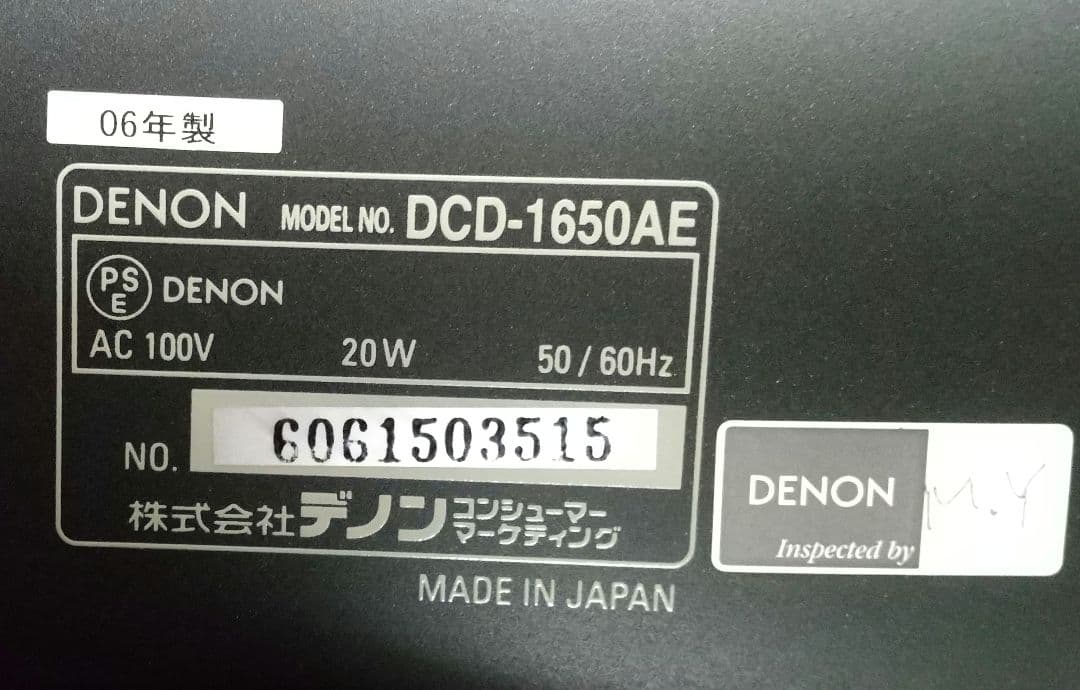 06年製
DENON MODEL NO. DCD-1650AE
PS
E DENON
AC 100V 20W 50/60Hz
NO. 6061503515
株式会社デノン コンシューマー
マーケティング
DENON M.Y
Inspected by
MADE IN JAPAN